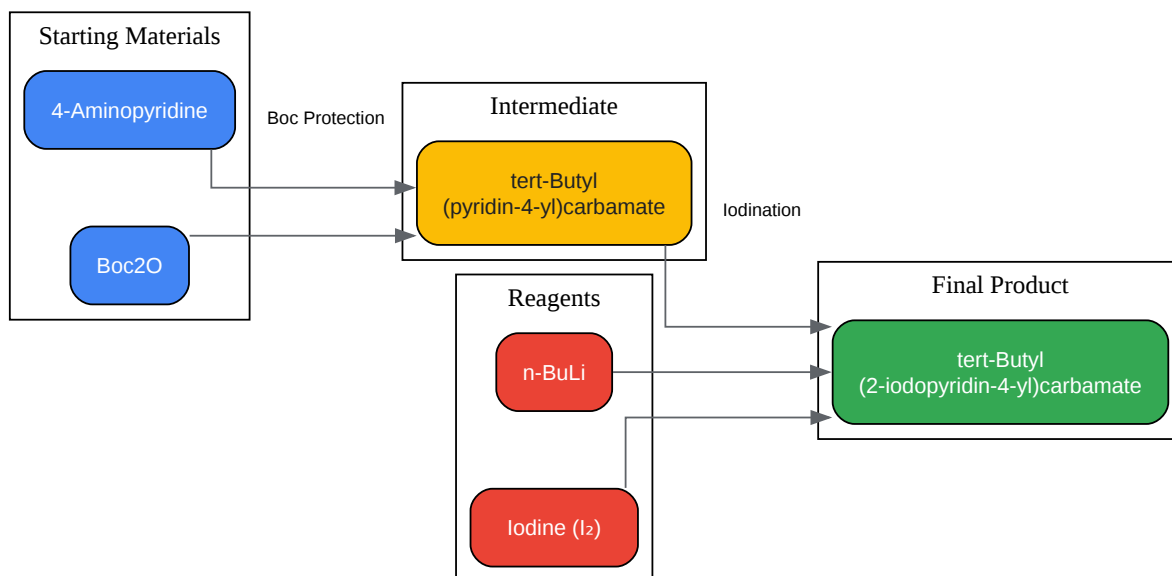 Starting Materials
4-Aminopyridine
Boc2O
Boc Protection
Intermediate
tert-Butyl
(pyridin-4-yl)carbamate
Iodination
Reagents
n-BuLi
Iodine (I₂)
Final Product
tert-Butyl
(2-iodopyridin-4-yl)carbamate